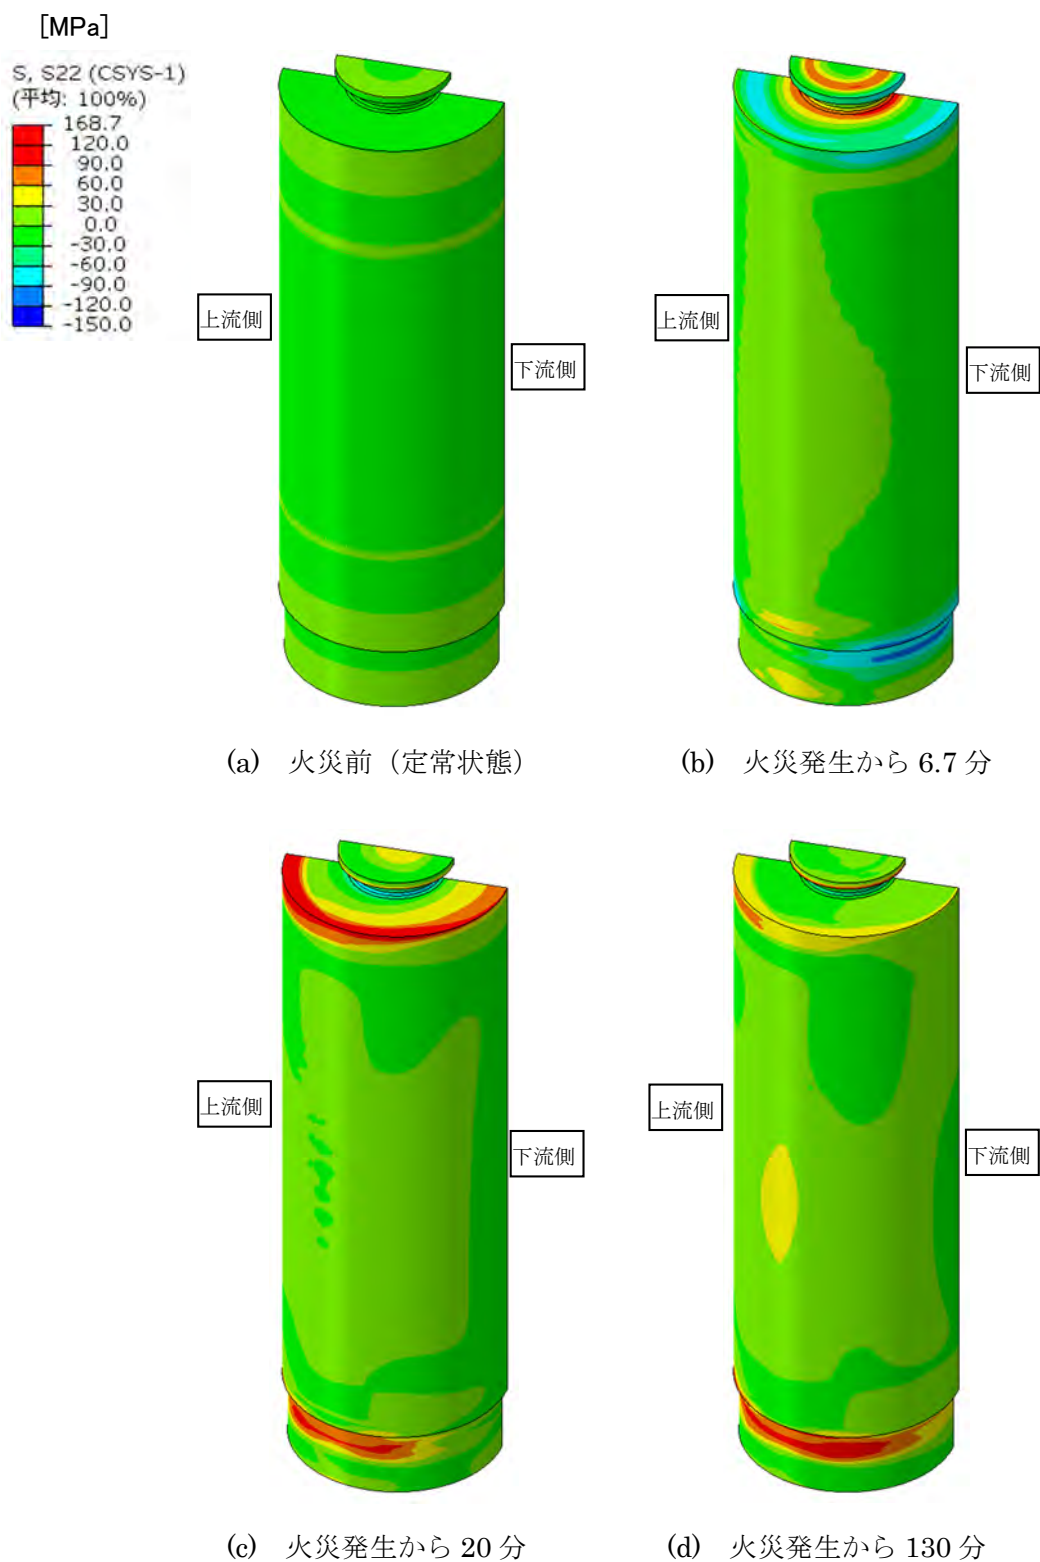 [MPa]
S, S22 (CSYS-1)
(平均: 100%)
168.7
120.0
90.0
60.0
30.0
0.0
-30.0
-60.0
-90.0
-120.0
-150.0
上流側
下流側
上流側
下流側
(a) 火災前（定常状態）
(b) 火災発生から 6.7 分
上流側
下流側
上流側
下流側
(c) 火災発生から 20 分
(d) 火災発生から 130 分